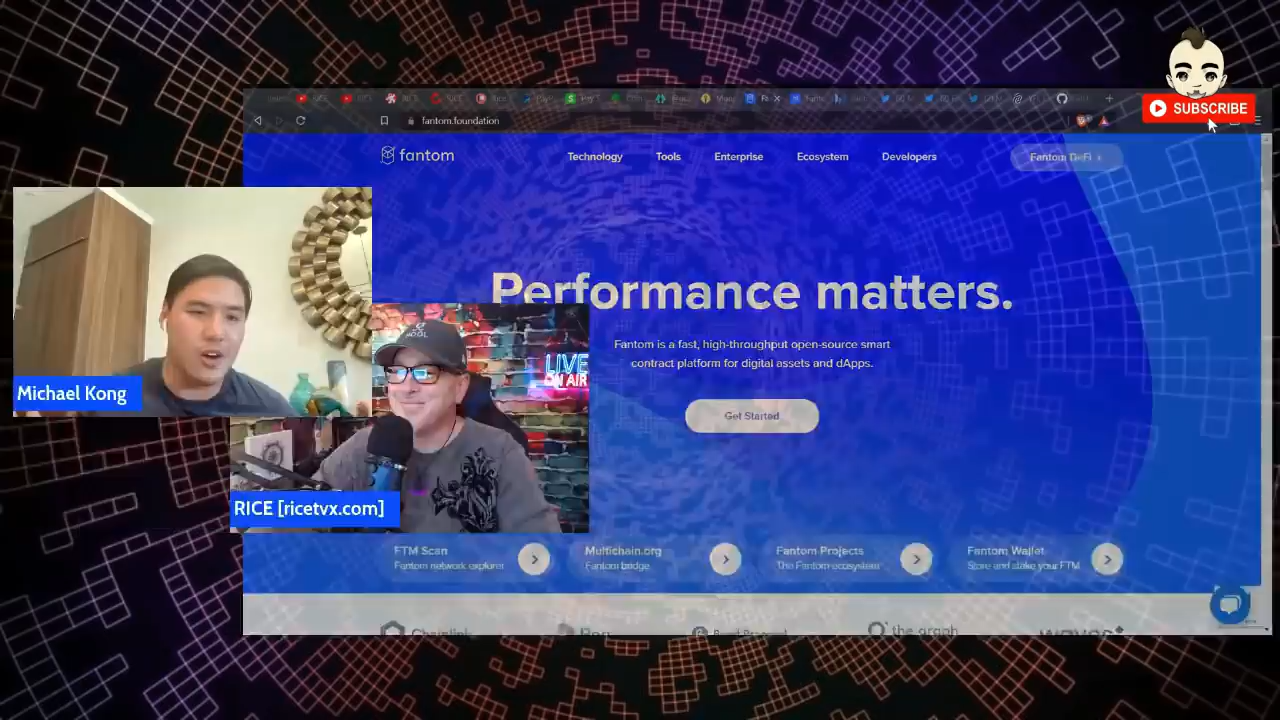 SUBSCRIBE
fantom.foundation
fantom
Technology
Tools
Enterprise
Ecosystem
Developers
Fantom DeFi
Performance matters.
Fantom is a fast, high-throughput open-source smart
contract platform for digital assets and dApps.
Get Started
Michael Kong
LIVE
ON AIR
RICE [ricetvx.com]
FTM Scan
Fantom network explorer
Multichain.org
Fantom bridge
Fantom Projects
The Fantom ecosystem
Fantom Wallet
Store and stake your FTM
Chainlink
the graph
waves